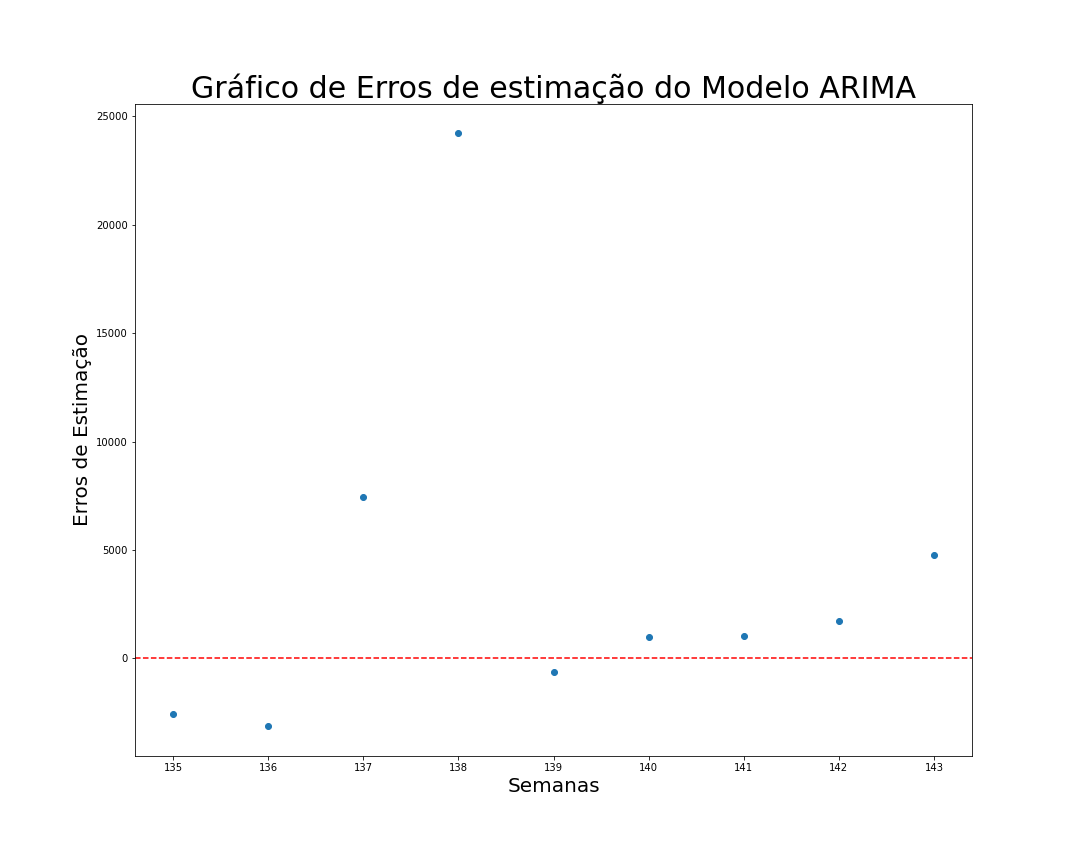 Gráfico de Erros de estimação do Modelo ARIMA
25000
20000
15000
10000
5000
0
Erros de Estimação
135 136 137 138 139 140 141 142 143
Semanas